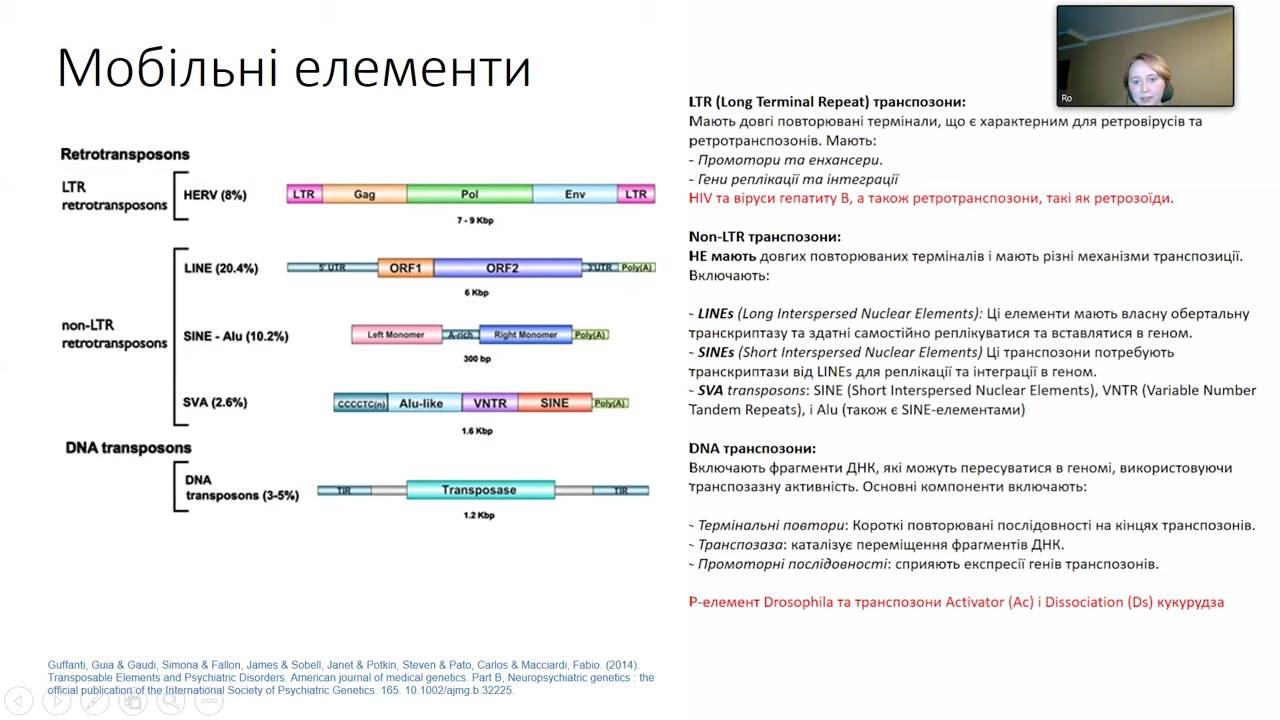 Мобільні елементи
Ro
Retrotransposons
LTR
retrotransposons
HERV (8%)
LTR Gag Pol Env LTR
7 - 9 Kbp
non-LTR
retrotransposons
LINE (20.4%)
5' UTR ORF1 ORF2 3'UTR Poly(A)
6 Kbp
SINE - Alu (10.2%)
Left Monomer A-rich Right Monomer Poly(A)
300 bp
SVA (2.6%)
CCCCTC(n) Alu-like VNTR SINE Poly(A)
1.6 Kbp
DNA transposons
DNA
transposons (3-5%)
TIR Transposase TIR
1.2 Kbp
LTR (Long Terminal Repeat) транспозони:
Мають довгі повторювані термінали, що є характерним для ретровірусів та
ретротранспозонів. Мають:
- Промотори та енхансери.
- Гени реплікації та інтеграції
HIV та віруси гепатиту B, а також ретротранспозони, такі як ретрозоїди.
Non-LTR транспозони:
НЕ мають довгих повторюваних терміналів і мають різні механізми транспозиції.
Включають:
- LINEs (Long Interspersed Nuclear Elements): Ці елементи мають власну обертальну
транскриптазу та здатні самостійно реплікуватися та вставлятися в геном.
- SINEs (Short Interspersed Nuclear Elements) Ці транспозони потребують
транскриптази від LINEs для реплікації та інтеграції в геном.
- SVA transposons: SINE (Short Interspersed Nuclear Elements), VNTR (Variable Number
Tandem Repeats), і Alu (також є SINE-елементами)
DNA транспозони:
Включають фрагменти ДНК, які можуть пересуватися в геномі, використовуючи
транспозазну активність. Основні компоненти включають:
- Термінальні повтори: Короткі повторювані послідовності на кінцях транспозонів.
- Транспозаза: каталізує переміщення фрагментів ДНК.
- Промоторні послідовності: сприяють експресії генів транспозонів.
P-елемент Drosophila та транспозони Activator (Ac) і Dissociation (Ds) кукурудза
Guffanti, Guia & Gaudi, Simona & Fallon, James & Sobell, Janet & Potkin, Steven & Pato, Carlos & Macciardi, Fabio. (2014).
Transposable Elements and Psychiatric Disorders. American journal of medical genetics. Part B, Neuropsychiatric genetics : the
official publication of the International Society of Psychiatric Genetics. 165. 10.1002/ajmg.b.32225.